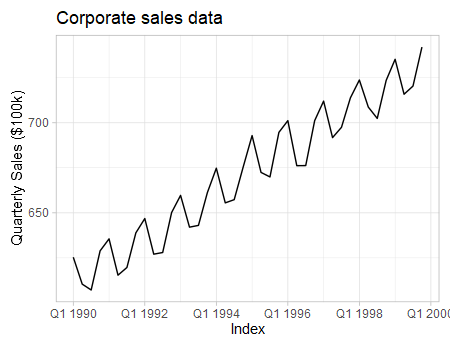 Corporate sales data
Quarterly Sales ($100k)
700
650
Q1 1990 Q1 1992 Q1 1994 Q1 1996 Q1 1998 Q1 2000
Index